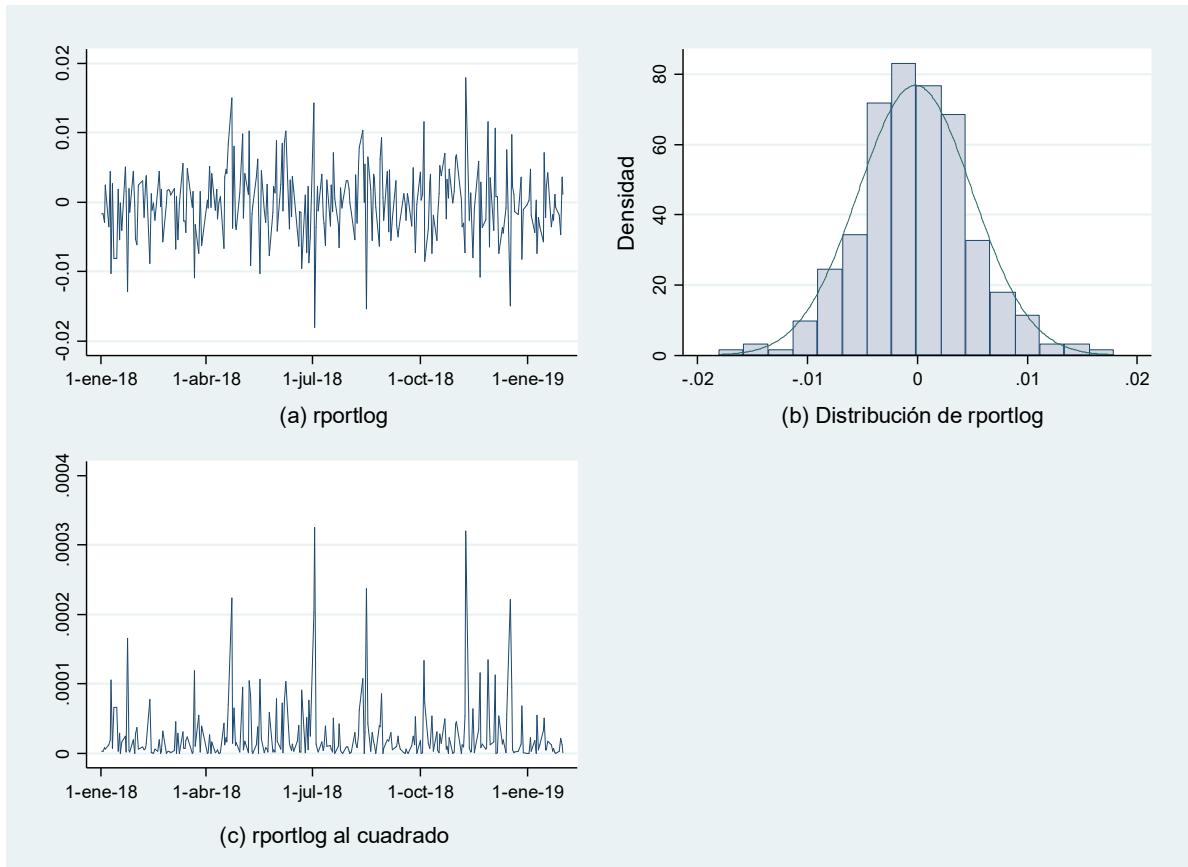 0.02
0.01
0
-0.01
-0.02
1-ene-18 1-abr-18 1-jul-18 1-oct-18 1-ene-19
(a) rportlog
Densidad
80
60
40
20
0
-.02 -.01 0 .01 .02
(b) Distribución de rportlog
.0004
.0003
.0002
.0001
0
1-ene-18 1-abr-18 1-jul-18 1-oct-18 1-ene-19
(c) rportlog al cuadrado